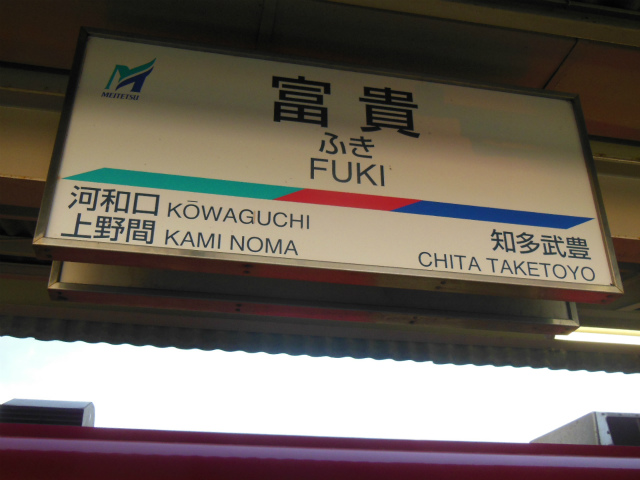 MEITETSU
富貴
ふき
FUKI
河和口 KŌWAGUCHI
上野間 KAMI NOMA
知多武豊
CHITA TAKETOYO